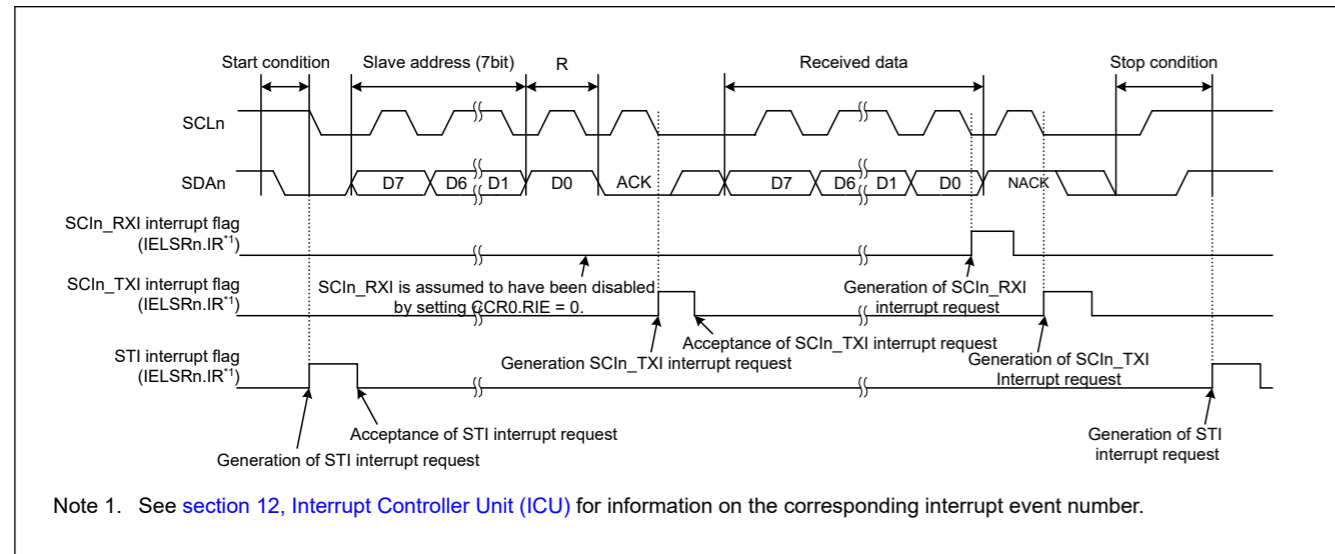 Start condition
Slave address (7bit)
R
Received data
Stop condition
SCLn
SDAn
D7
D6
D1
D0
ACK
D7
D6
D1
D0
NACK
SCIn_RXI interrupt flag
(IELSRn.IR*1)
SCIn_TXI interrupt flag
(IELSRn.IR*1)
SCIn_RXI is assumed to have been disabled
by setting CCR0.RIE = 0.
Generation of SCIn_RXI
interrupt request
Acceptance of SCIn_TXI interrupt request
Generation SCIn_TXI interrupt request
Generation of SCIn_TXI
Interrupt request
STI interrupt flag
(IELSRn.IR*1)
Acceptance of STI interrupt request
Generation of STI interrupt request
Generation of STI
interrupt request
Note 1. See section 12, Interrupt Controller Unit (ICU) for information on the corresponding interrupt event number.